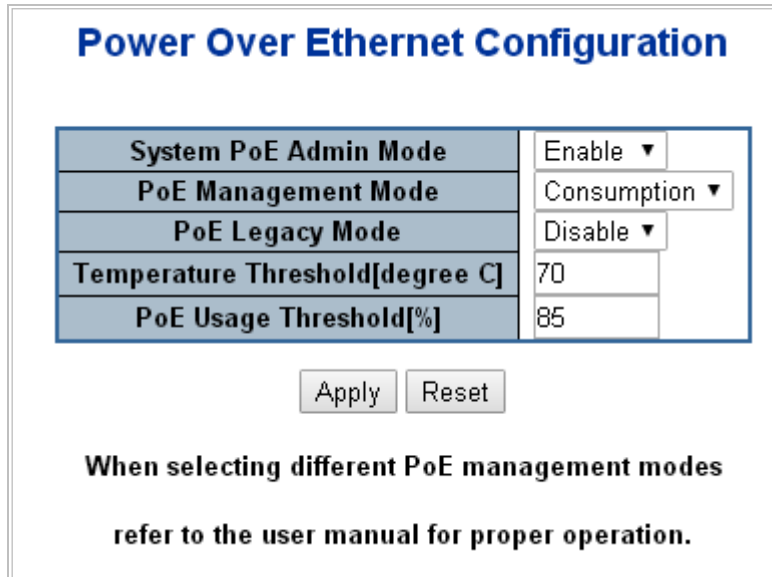 Power Over Ethernet Configuration
System PoE Admin Mode Enable
PoE Management Mode Consumption
PoE Legacy Mode Disable
Temperature Threshold[degree C] 70
PoE Usage Threshold[%] 85
Apply Reset
When selecting different PoE management modes
refer to the user manual for proper operation.